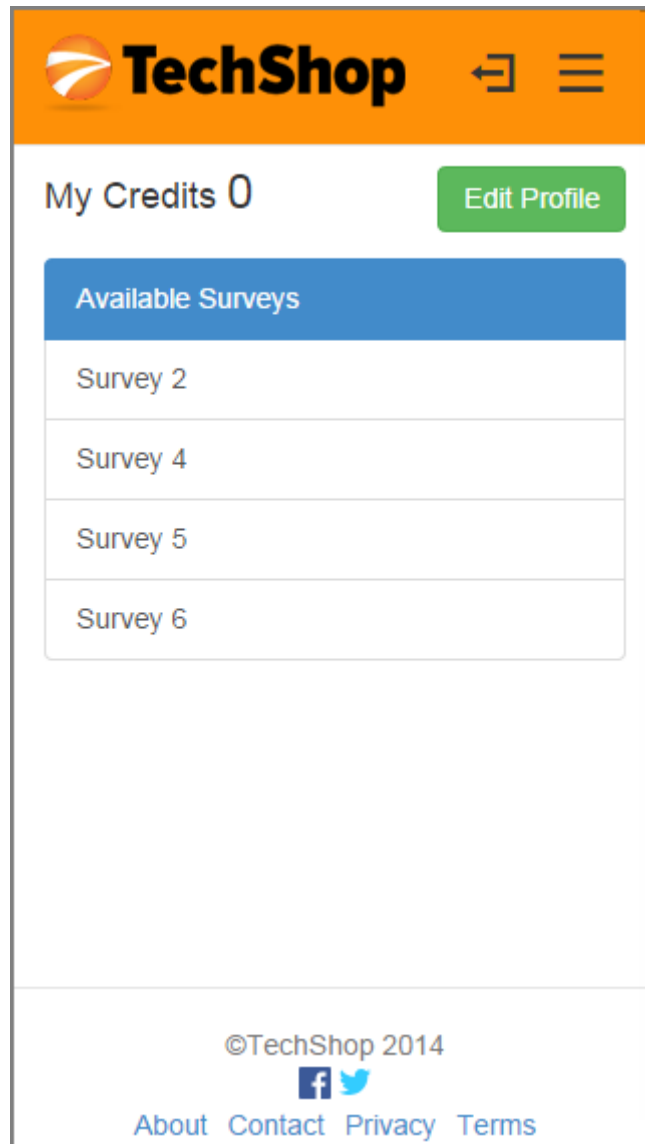 TechShop
My Credits 0
Edit Profile
Available Surveys
Survey 2
Survey 4
Survey 5
Survey 6
©TechShop 2014
About Contact Privacy Terms